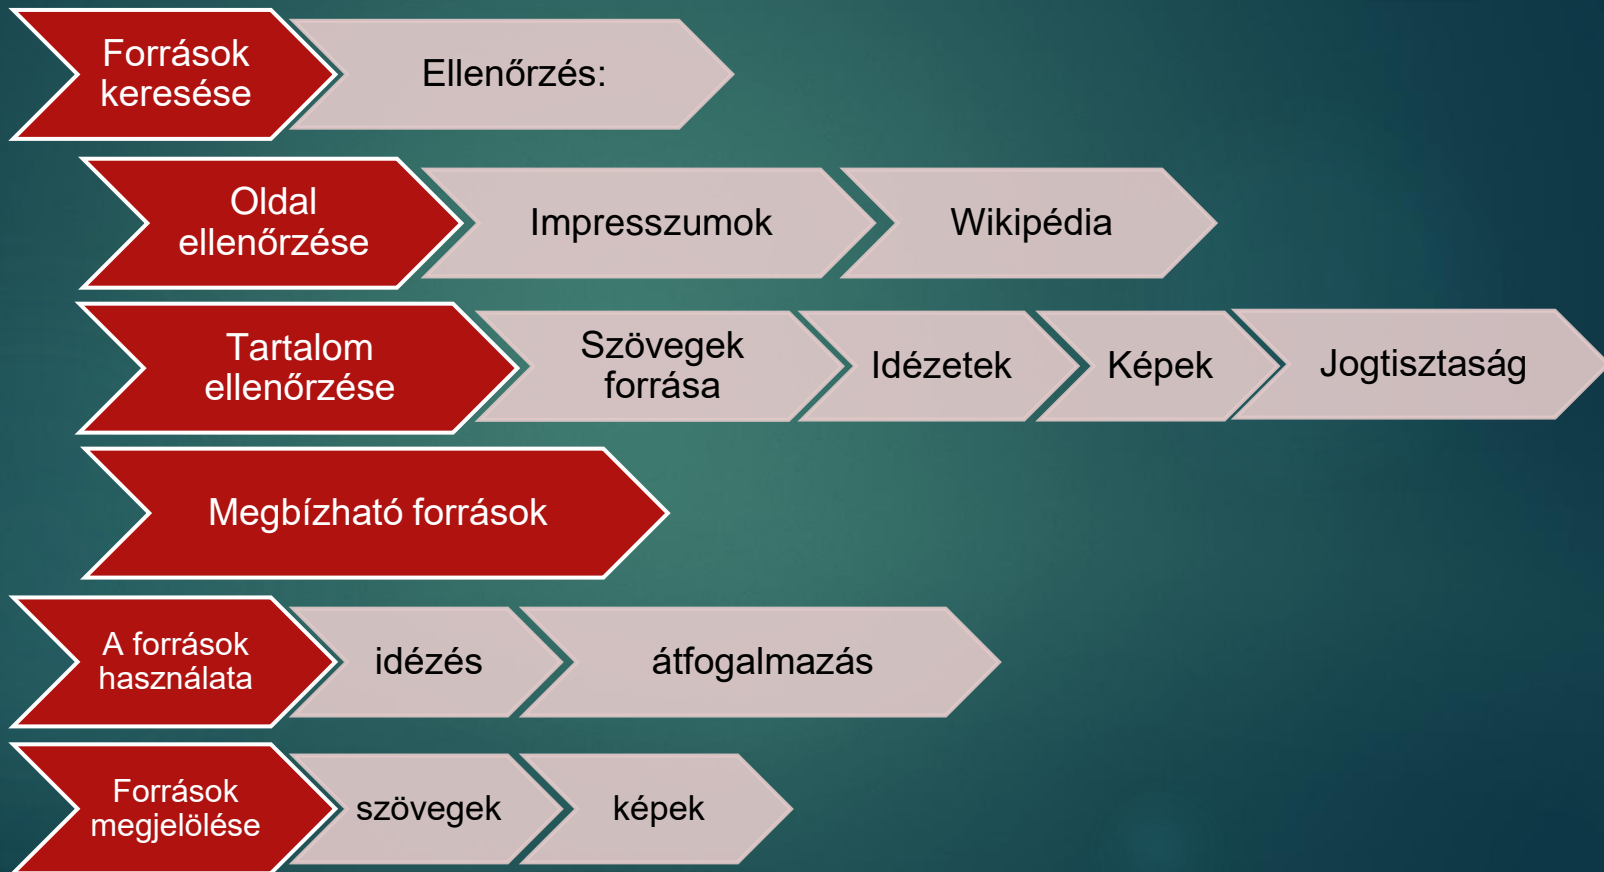 Források
keresése
Ellenőrzés:
Oldal
ellenőrzése
Impresszumok
Wikipédia
Tartalom
ellenőrzése
Szövegek
forrása
Idézetek
Képek
Jogtisztaság
Megbízható források
A források
használata
idézés
átfogalmazás
Források
megjelölése
szövegek
képek